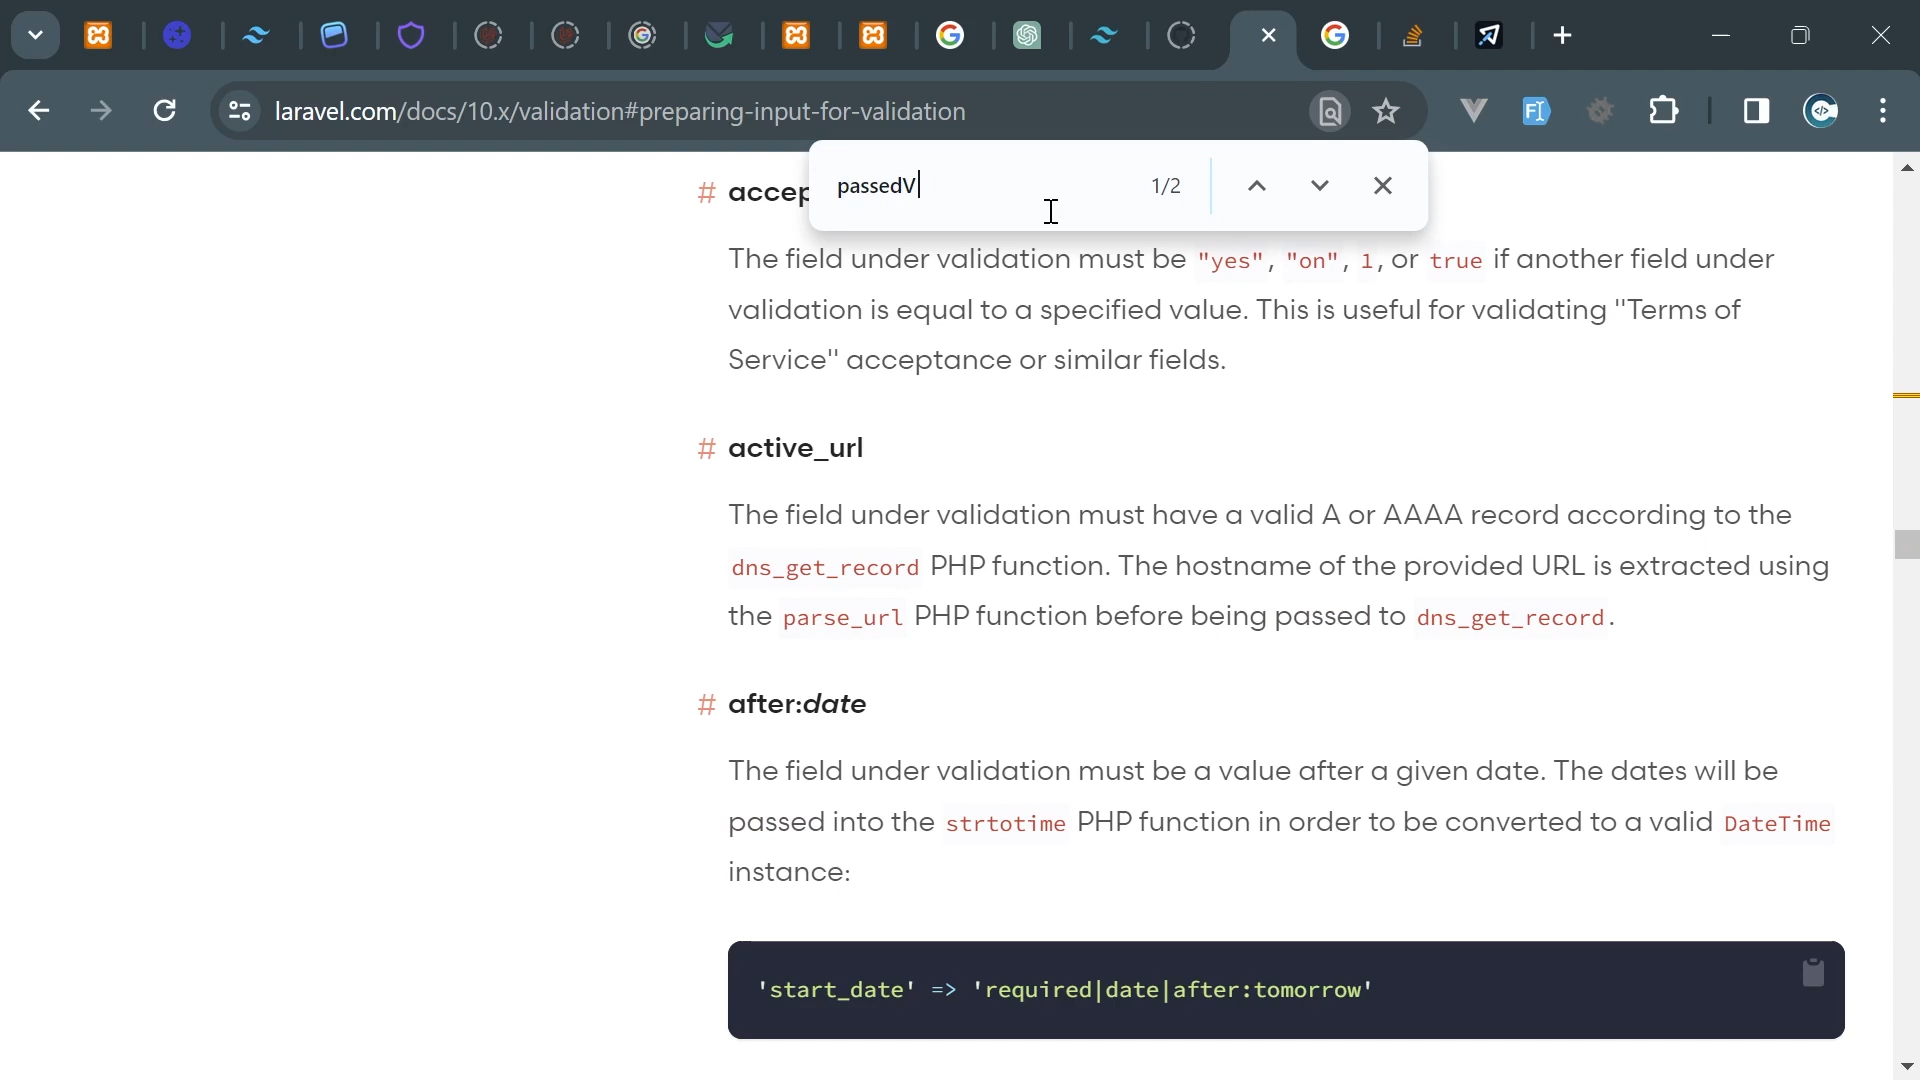 laravel.com/docs/10.x/validation#preparing-input-for-validation
passedV 1/2
# accep
The field under validation must be "yes", "on", 1, or true if another field under
validation is equal to a specified value. This is useful for validating "Terms of
Service" acceptance or similar fields.
# active_url
The field under validation must have a valid A or AAAA record according to the
dns_get_record PHP function. The hostname of the provided URL is extracted using
the parse_url PHP function before being passed to dns_get_record.
# after:date
The field under validation must be a value after a given date. The dates will be
passed into the strtotime PHP function in order to be converted to a valid DateTime
instance:
'start_date' => 'required|date|after:tomorrow'